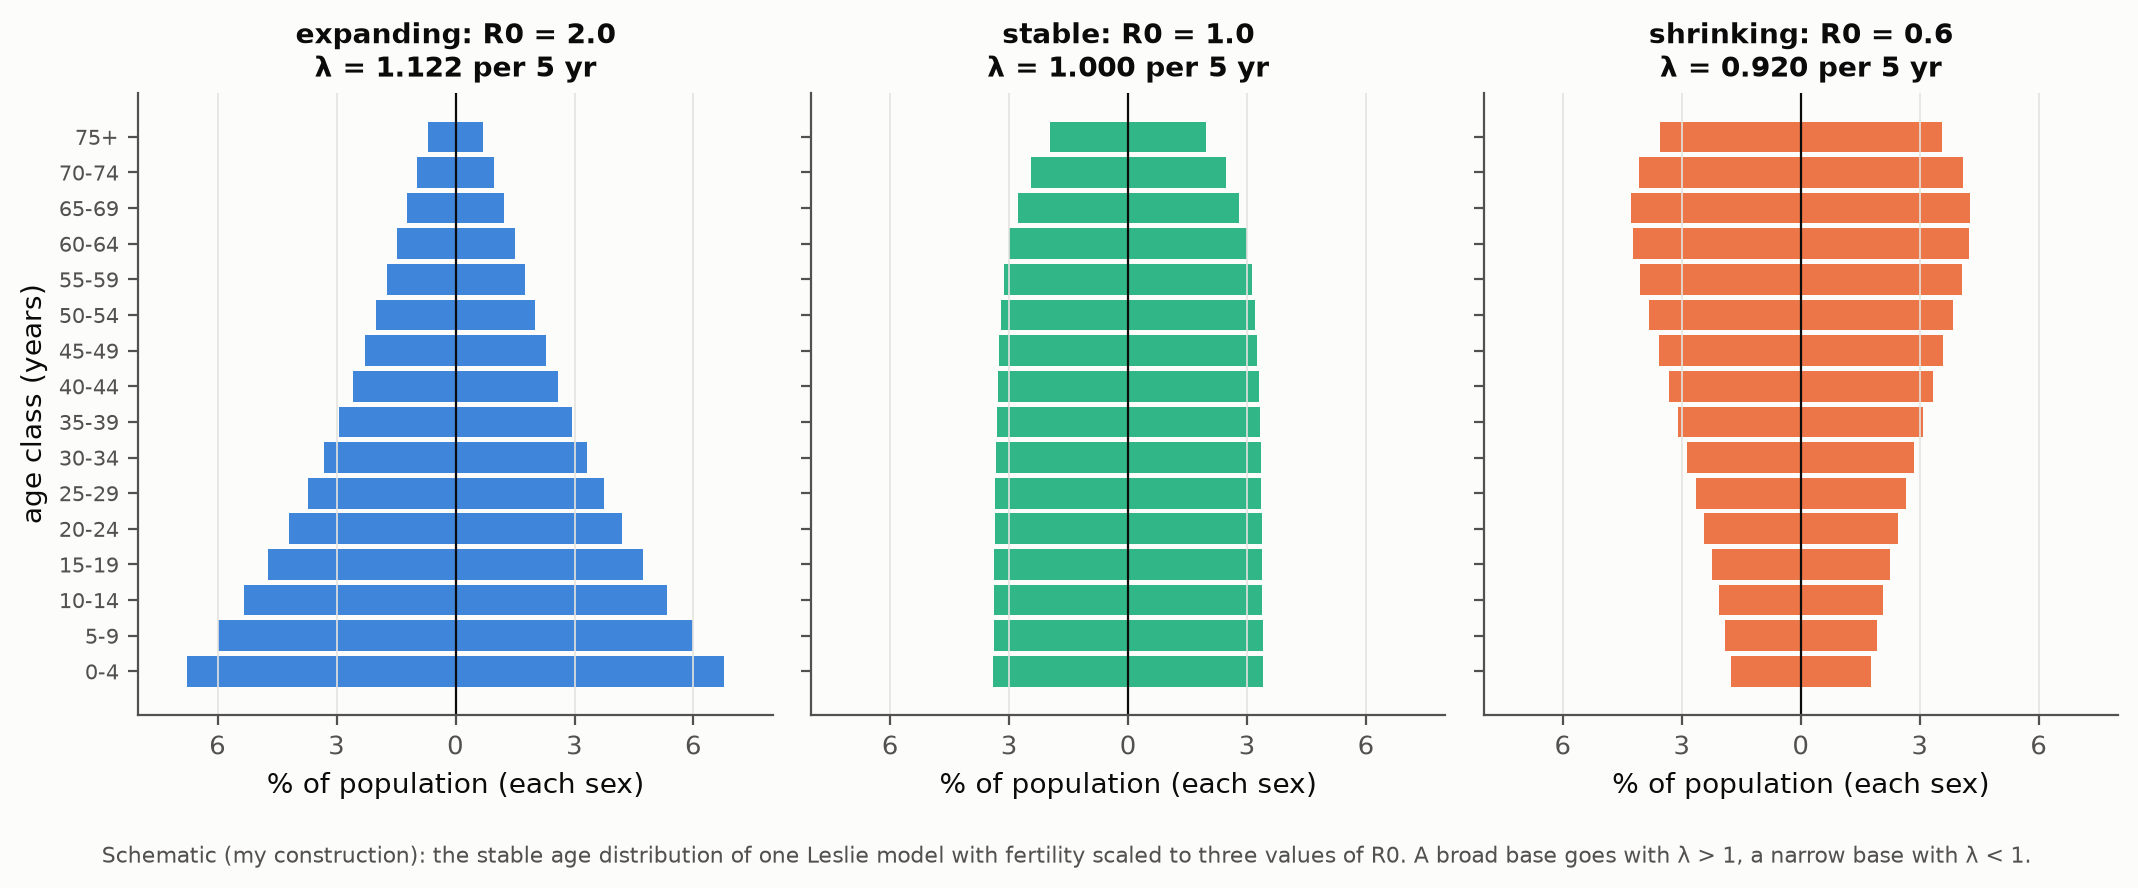 expanding: R0 = 2.0
λ = 1.122 per 5 yr
stable: R0 = 1.0
λ = 1.000 per 5 yr
shrinking: R0 = 0.6
λ = 0.920 per 5 yr
age class (years)
75+
70-74
65-69
60-64
55-59
50-54
45-49
40-44
35-39
30-34
25-29
20-24
15-19
10-14
5-9
0-4
6 3 0 3 6
6 3 0 3 6
6 3 0 3 6
% of population (each sex)
% of population (each sex)
% of population (each sex)
Schematic (my construction): the stable age distribution of one Leslie model with fertility scaled to three values of R0. A broad base goes with λ > 1, a narrow base with λ < 1.